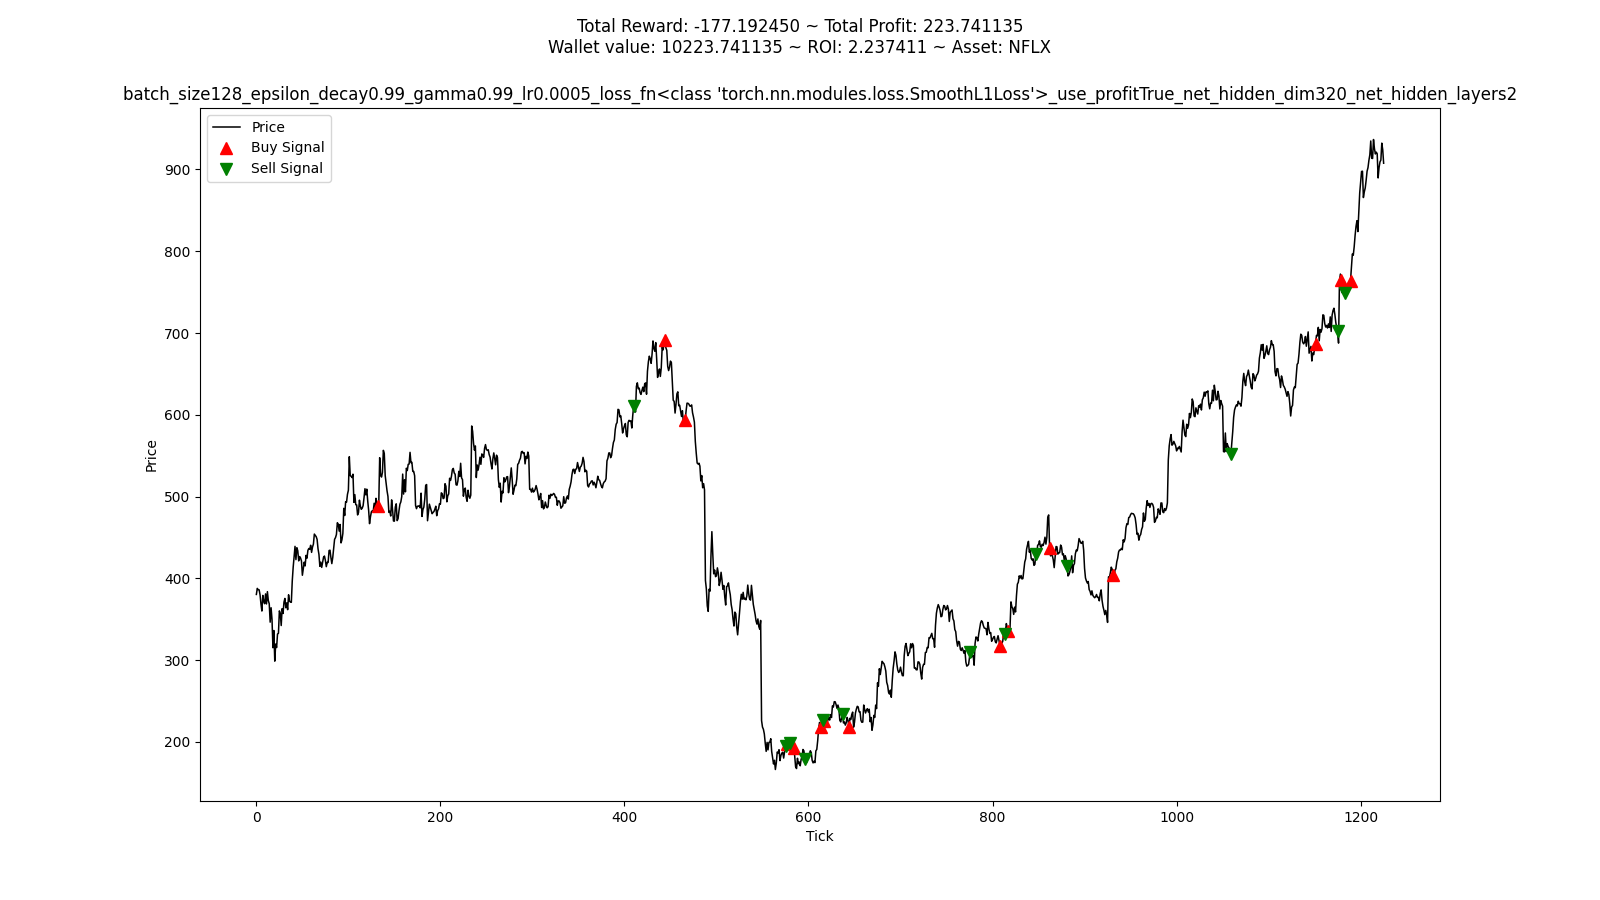 Total Reward: -177.192450 ~ Total Profit: 223.741135
Wallet value: 10223.741135 ~ ROI: 2.237411 ~ Asset: NFLX
batch_size128_epsilon_decay0.99_gamma0.99_lr0.0005_loss_fn<class 'torch.nn.modules.loss.SmoothL1Loss'>_use_profitTrue_net_hidden_dim320_net_hidden_layers2
Price
Buy Signal
Sell Signal
900
800
700
600
500
400
300
200
Price
0 200 400 600 800 1000 1200
Tick